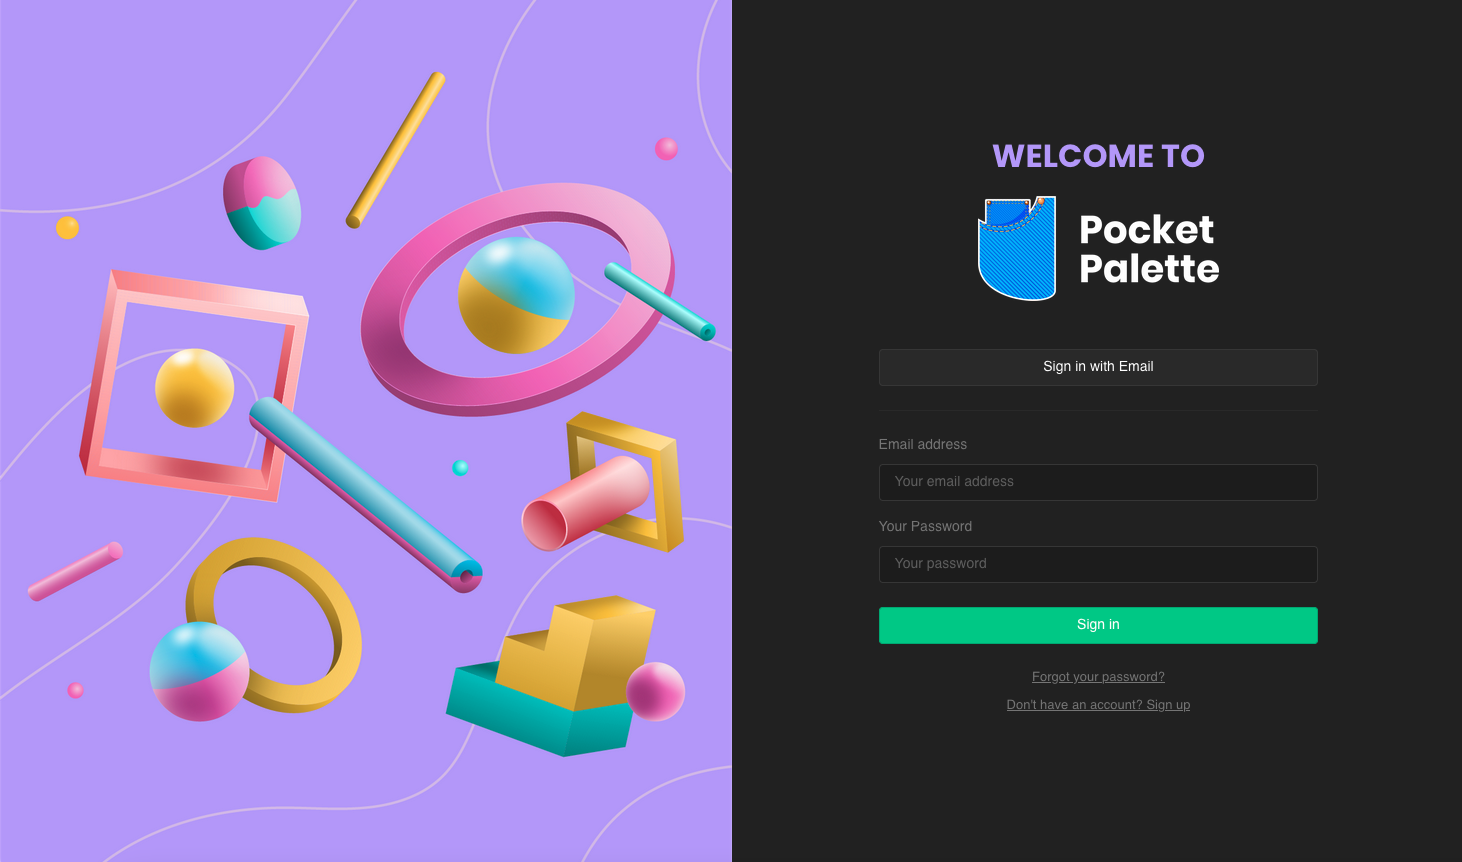 WELCOME TO
Pocket
Palette
Sign in with Email
Email address
Your email address
Your Password
Your password
Sign in
Forgot your password?
Don't have an account? Sign up